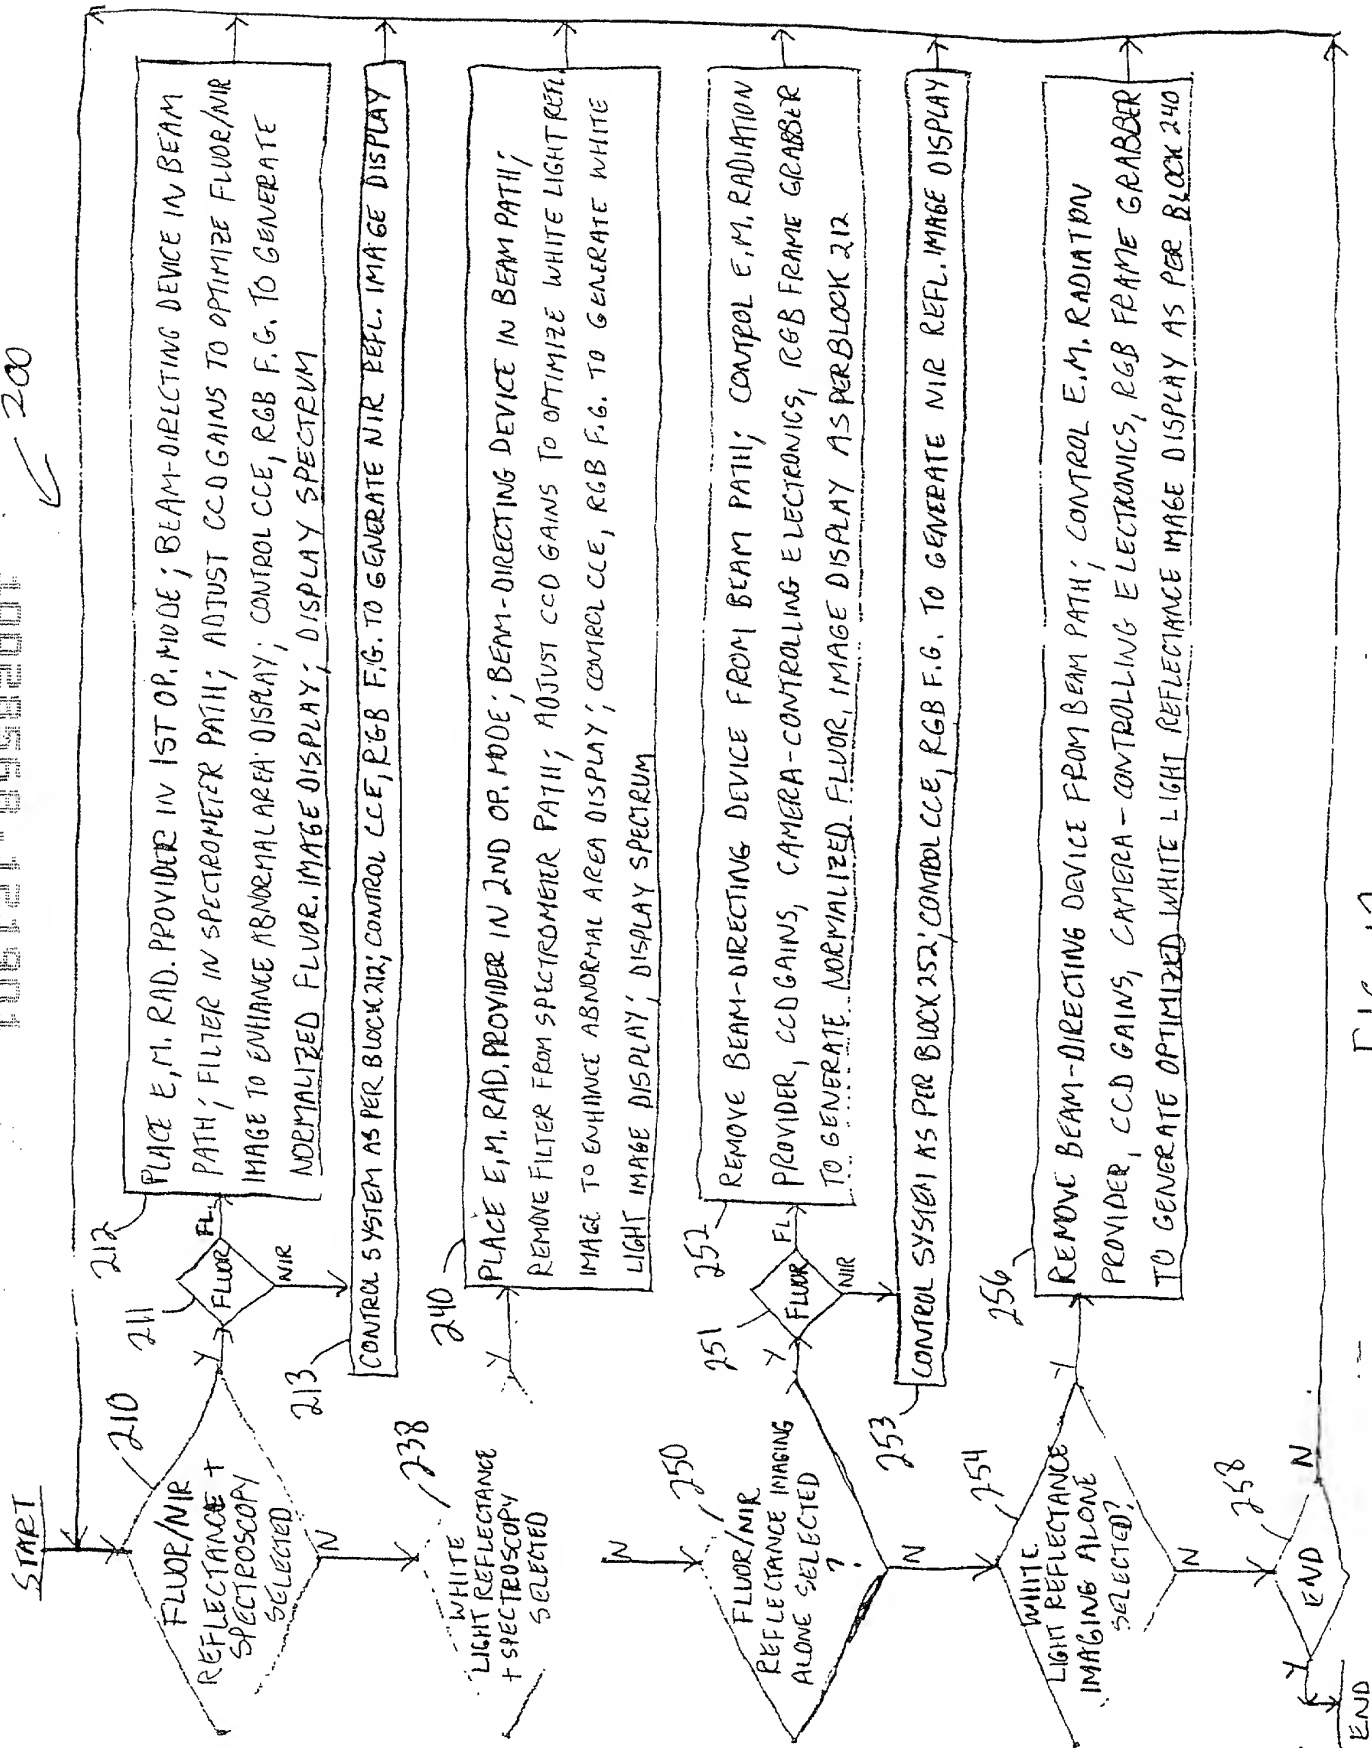 200
START
210
FLUOR/NIR
REFLECTANCE +
SPECTROSCOPY
SELECTED
Y
N
211
FLUOR
FL.
NIR
212
PLACE E.M. RAD. PROVIDER IN 1ST OP. MODE; BEAM-DIRECTING DEVICE IN BEAM
PATH; FILTER IN SPECTROMETER PATH; ADJUST CCD GAINS TO OPTIMIZE FLUOR/NIR
IMAGE TO ENHANCE ABNORMAL AREA DISPLAY; CONTROL CCE, RGB F.G. TO GENERATE
NORMALIZED FLUOR. IMAGE DISPLAY; DISPLAY SPECTRUM
213
CONTROL SYSTEM AS PER BLOCK 212; CONTROL CCE, RGB F.G. TO GENERATE NIR REFL. IMAGE DISPLAY
238
WHITE
LIGHT REFLECTANCE
+ SPECTROSCOPY
SELECTED
Y
N
240
PLACE E.M. RAD. PROVIDER IN 2ND OP. MODE; BEAM-DIRECTING DEVICE IN BEAM PATH;
REMOVE FILTER FROM SPECTROMETER PATH; ADJUST CCD GAINS TO OPTIMIZE WHITE LIGHT REFL.
IMAGE TO ENHANCE ABNORMAL AREA DISPLAY; CONTROL CCE, RGB F.G. TO GENERATE WHITE
LIGHT IMAGE DISPLAY; DISPLAY SPECTRUM
250
FLUOR/NIR
REFLECTANCE IMAGING
ALONE SELECTED
?
Y
N
251
FLUOR
FL
NIR
252
REMOVE BEAM-DIRECTING DEVICE FROM BEAM PATH; CONTROL E.M. RADIATION
PROVIDER, CCD GAINS, CAMERA-CONTROLLING ELECTRONICS, RGB FRAME GRABBER
TO GENERATE NORMALIZED FLUOR. IMAGE DISPLAY AS PER BLOCK 212
253
CONTROL SYSTEM AS PER BLOCK 252; CONTROL CCE, RGB F.G. TO GENERATE NIR REFL. IMAGE DISPLAY
254
WHITE
LIGHT REFLECTANCE
IMAGING ALONE
SELECTED?
Y
N
256
REMOVE BEAM-DIRECTING DEVICE FROM BEAM PATH; CONTROL E.M. RADIATION
PROVIDER, CCD GAINS, CAMERA-CONTROLLING ELECTRONICS, RGB FRAME GRABBER
TO GENERATE OPTIMIZED WHITE LIGHT REFLECTANCE IMAGE DISPLAY AS PER BLOCK 240
258
END
N
Y
END